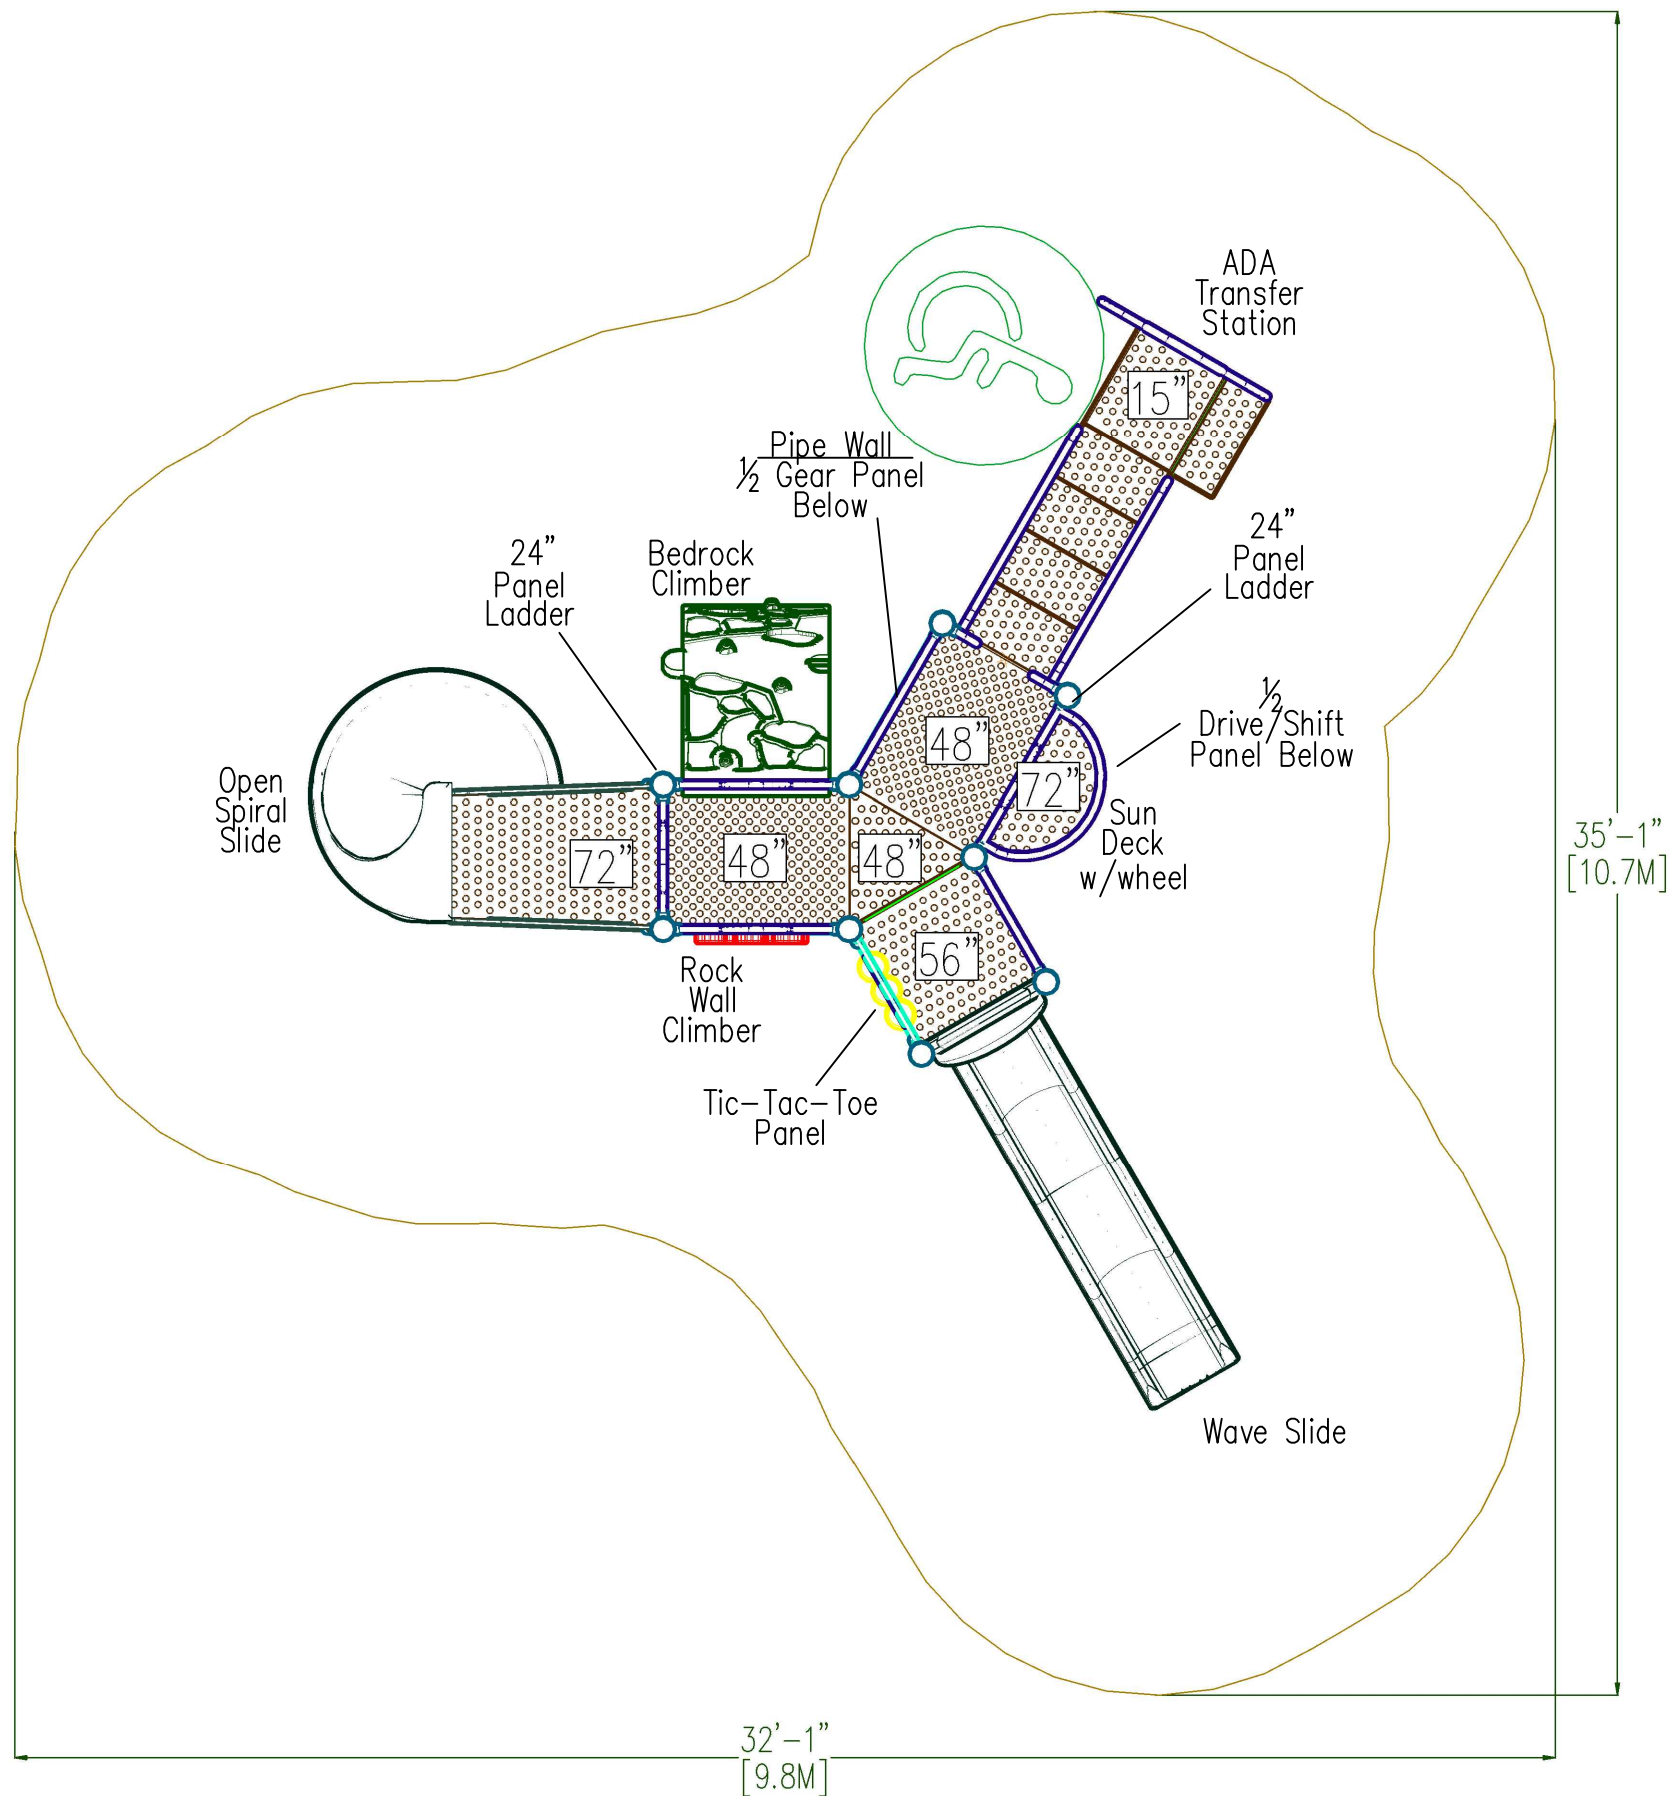 ADA
Transfer
Station
15”
Pipe Wall
½ Gear Panel
Below
24”
Panel
Ladder
Bedrock
Climber
24”
Panel
Ladder
½
Drive/Shift
Panel Below
48”
72”
Open
Spiral
Slide
Sun
Deck
w/wheel
72”
48”
48”
35’-1”
[10.7M]
56”
Rock
Wall
Climber
Tic-Tac-Toe
Panel
Wave Slide
32’-1”
[9.8M]